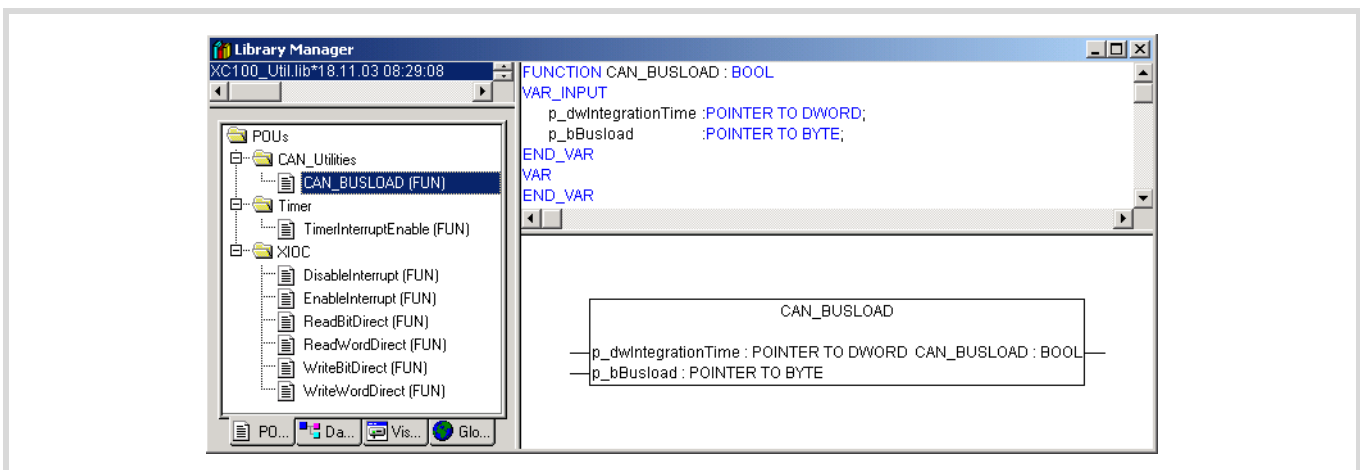 Library Manager
XC100_Util.lib*18.11.03 08:29:08
POUs
CAN_Utilities
CAN_BUSLOAD (FUN)
Timer
TimerInterruptEnable (FUN)
XIOC
DisableInterrupt (FUN)
EnableInterrupt (FUN)
ReadBitDirect (FUN)
ReadWordDirect (FUN)
WriteBitDirect (FUN)
WriteWordDirect (FUN)
PO... Da... Vis... Glo...
FUNCTION CAN_BUSLOAD : BOOL
VAR_INPUT
p_dwIntegrationTime :POINTER TO DWORD;
p_bBusload :POINTER TO BYTE;
END_VAR
VAR
END_VAR
CAN_BUSLOAD
p_dwIntegrationTime : POINTER TO DWORD CAN_BUSLOAD : BOOL
p_bBusload : POINTER TO BYTE